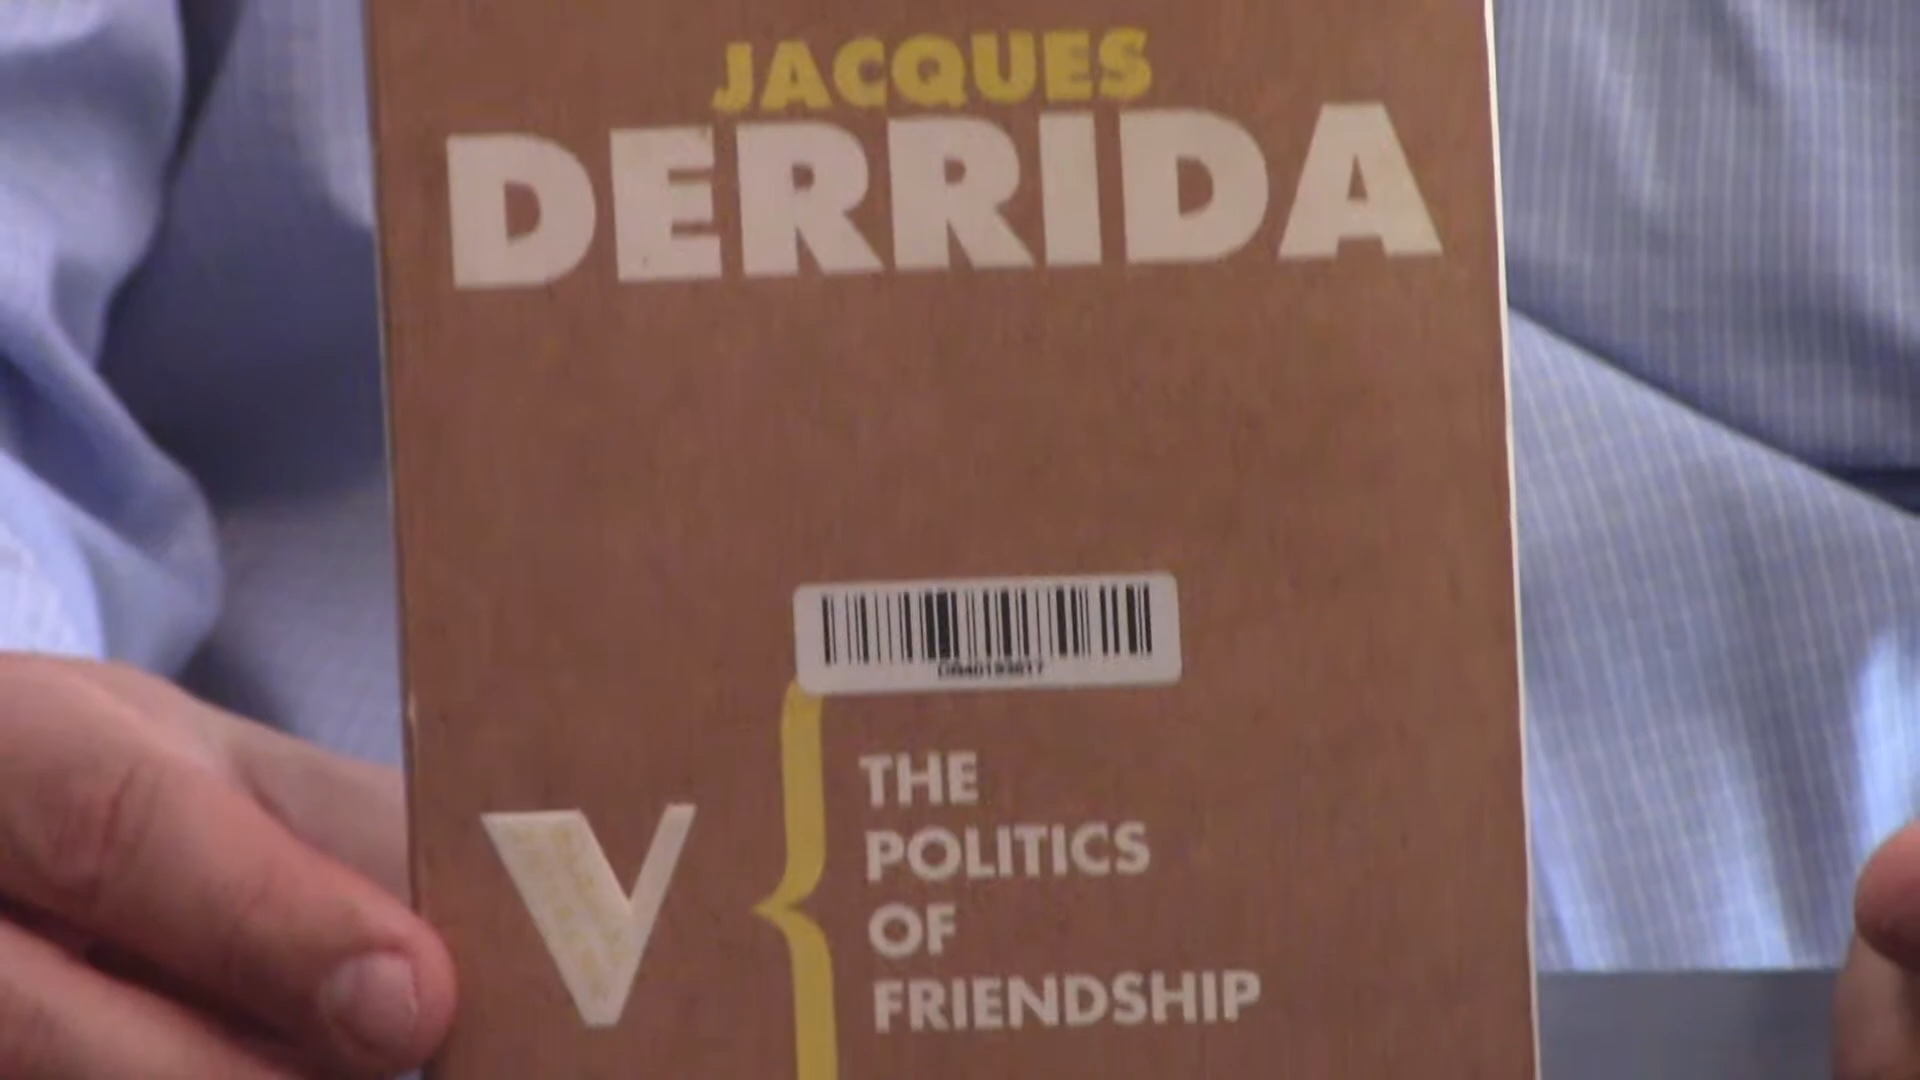 JACQUES
DERRIDA
V
THE
POLITICS
OF
FRIENDSHIP